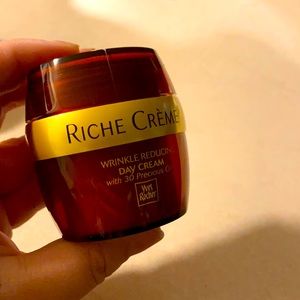 RICHE CRÈME
WRINKLE REDUCIN
DAY CREAM
with 30 Precious O
Yves
Rocher